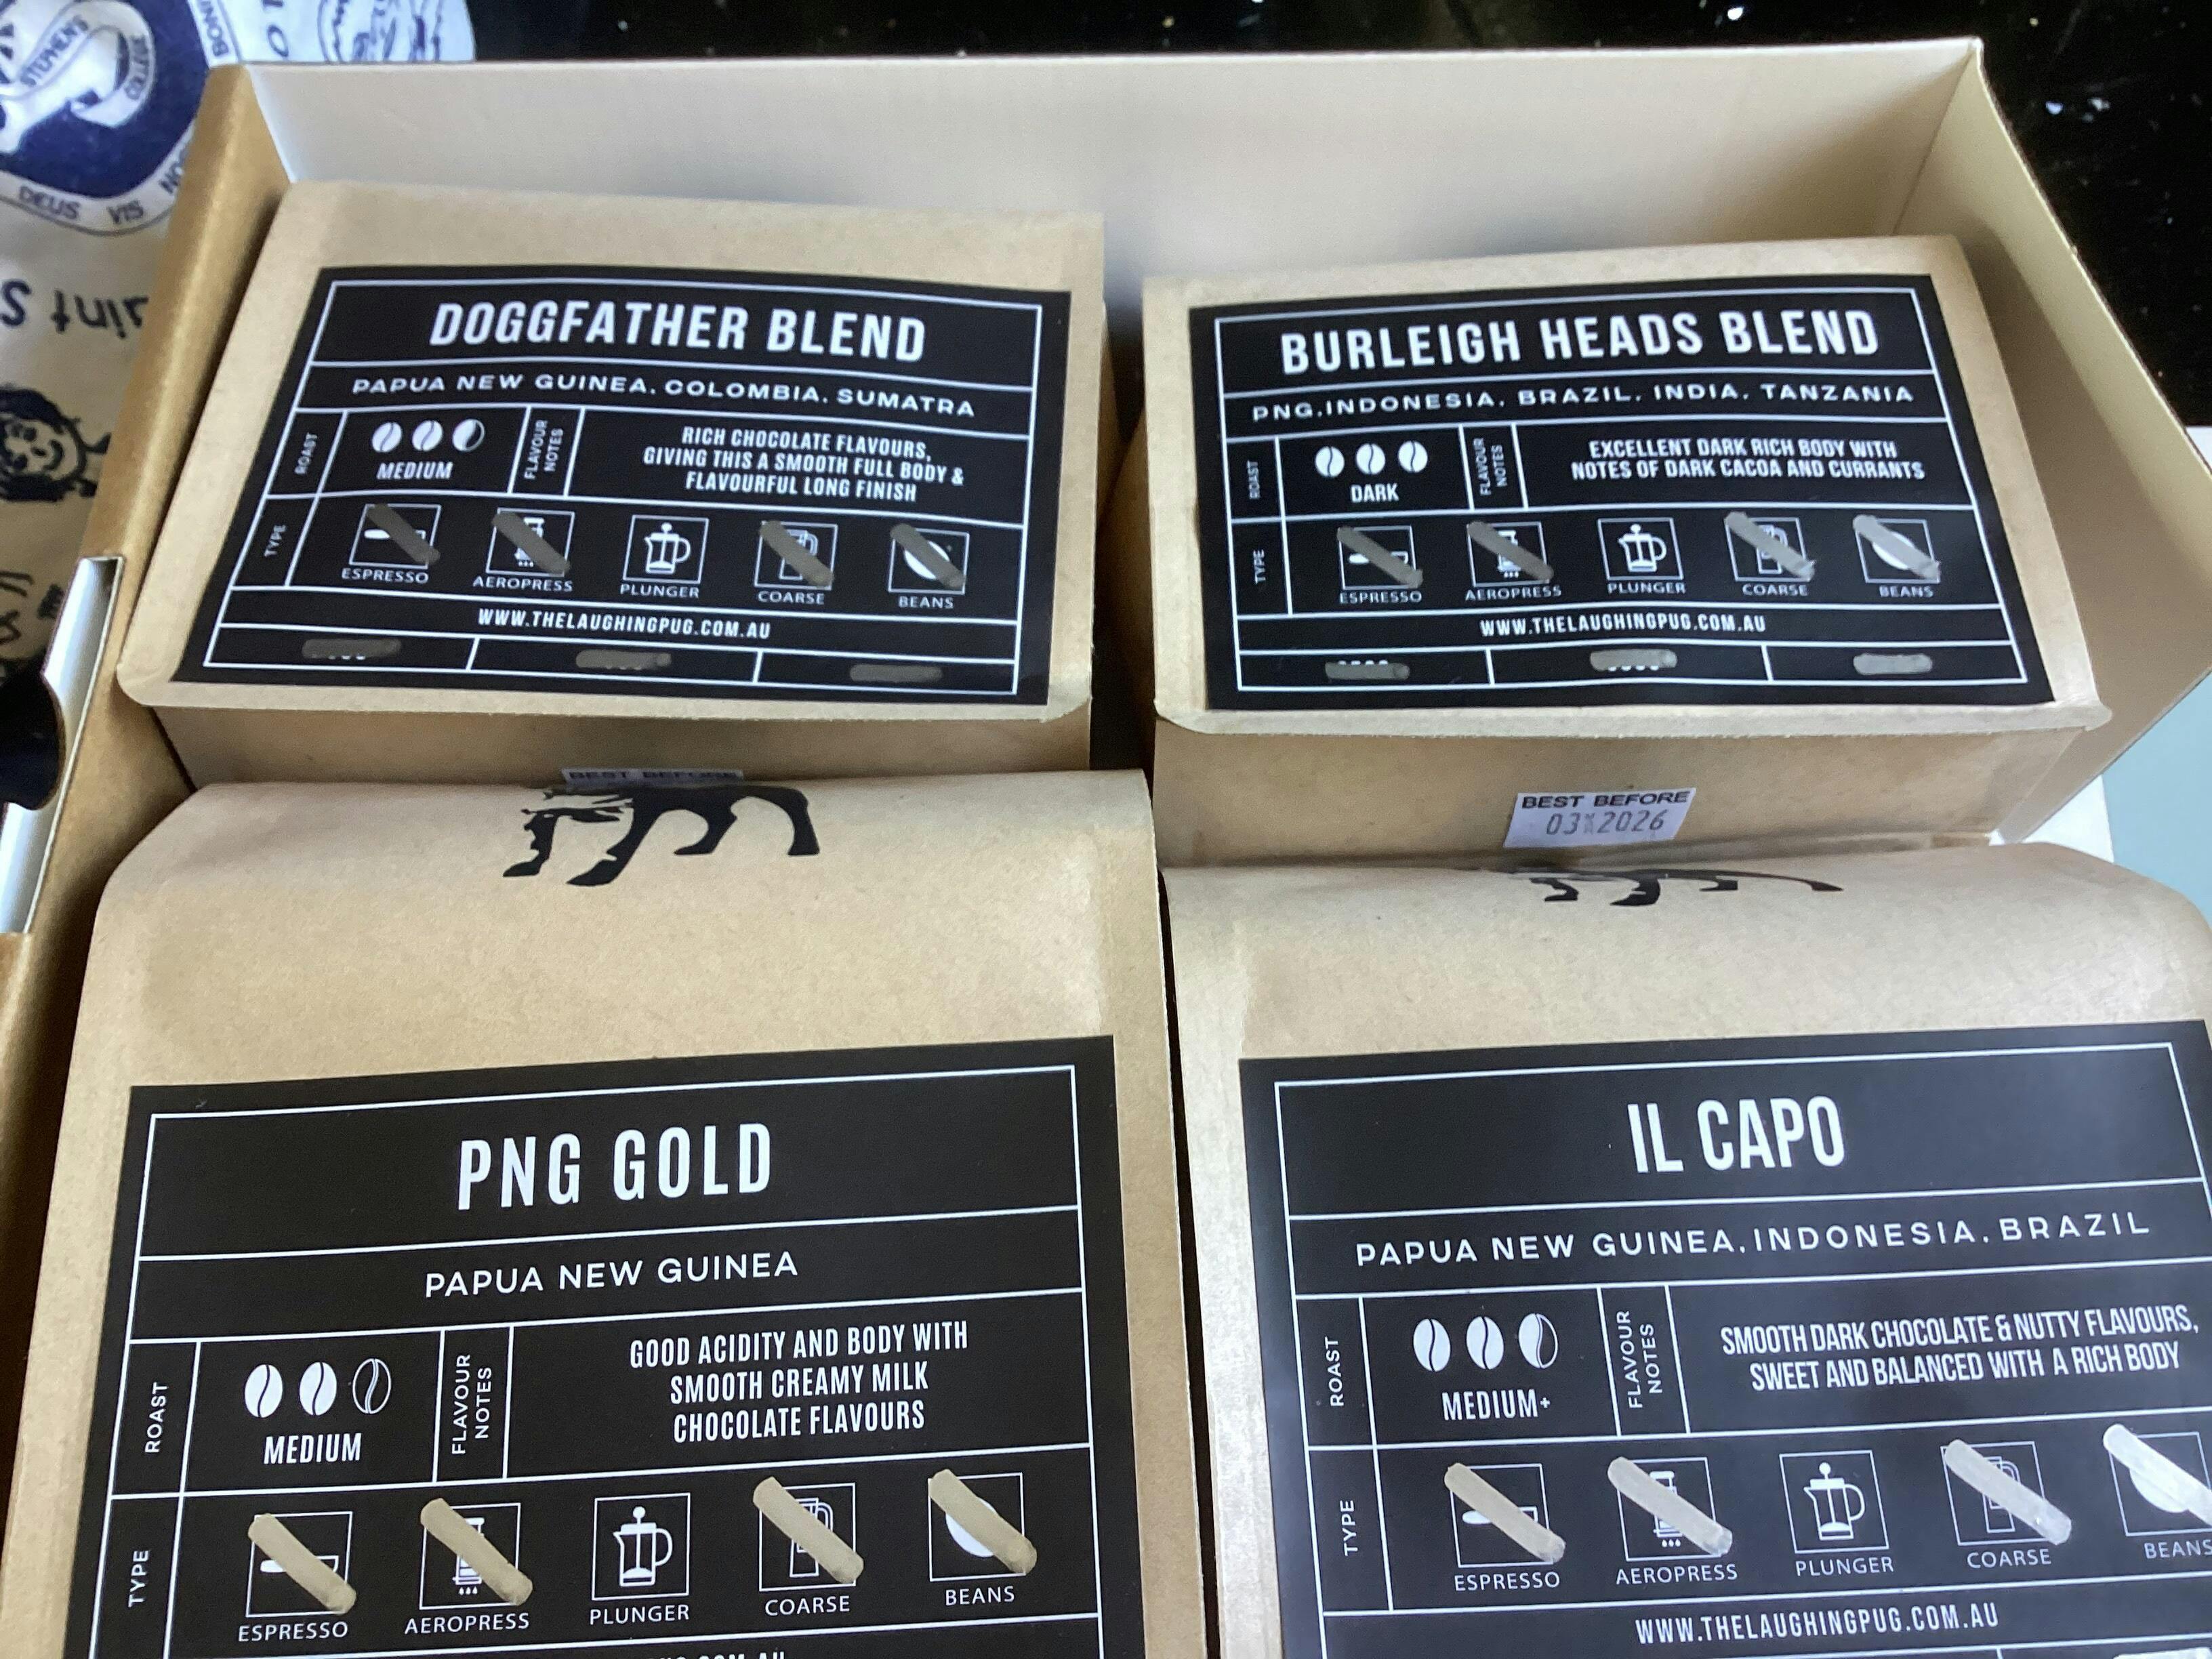 STEPHENS
COLLEGE
DEUS VIS
DOGGFATHER BLEND
PAPUA NEW GUINEA. COLOMBIA. SUMATRA
ROAST
MEDIUM
FLAVOUR
NOTES
RICH CHOCOLATE FLAVOURS,
GIVING THIS A SMOOTH FULL BODY &
FLAVOURFUL LONG FINISH
TYPE
ESPRESSO
AEROPRESS
PLUNGER
COARSE
BEANS
WWW.THELAUGHINGPUG.COM.AU
BURLEIGH HEADS BLEND
PNG.INDONESIA. BRAZIL. INDIA. TANZANIA
ROAST
DARK
FLAVOUR
NOTES
EXCELLENT DARK RICH BODY WITH
NOTES OF DARK CACOA AND CURRANTS
TYPE
ESPRESSO
AEROPRESS
PLUNGER
COARSE
BEANS
WWW.THELAUGHINGPUG.COM.AU
BEST BEFORE
BEST BEFORE
03 2026
PNG GOLD
PAPUA NEW GUINEA
ROAST
MEDIUM
FLAVOUR
NOTES
GOOD ACIDITY AND BODY WITH
SMOOTH CREAMY MILK
CHOCOLATE FLAVOURS
TYPE
ESPRESSO
AEROPRESS
PLUNGER
COARSE
BEANS
IL CAPO
PAPUA NEW GUINEA.INDONESIA.BRAZIL
ROAST
MEDIUM+
FLAVOUR
NOTES
SMOOTH DARK CHOCOLATE & NUTTY FLAVOURS,
SWEET AND BALANCED WITH A RICH BODY
TYPE
ESPRESSO
AEROPRESS
PLUNGER
COARSE
BEANS
WWW.THELAUGHINGPUG.COM.AU